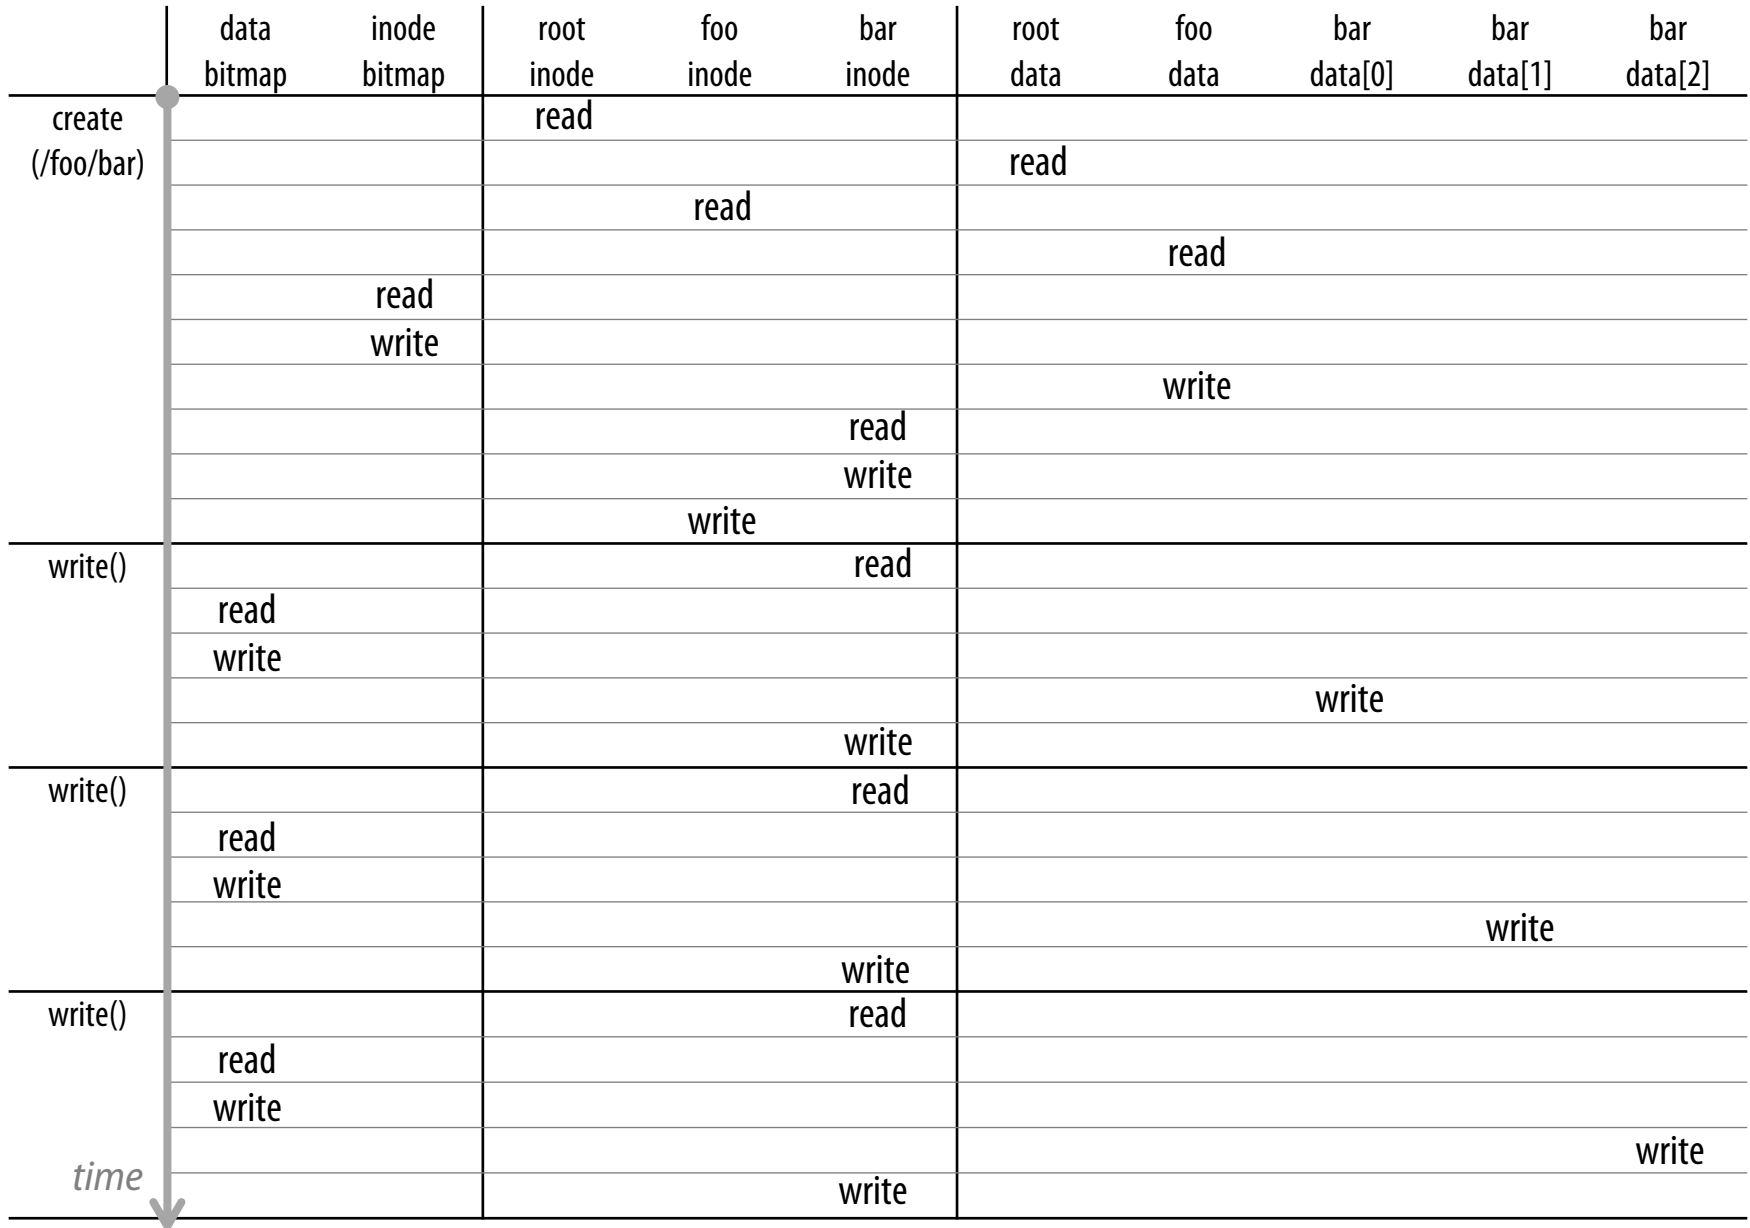 data inode root foo bar root foo bar bar bar
bitmap bitmap inode inode inode data data data[0] data[1] data[2]
create read
(/foo/bar) read
read
read
read
write
write
read
write
write
write() read
read
write
write
write
write() read
read
write
write
write
write() read
read
write
write
time write